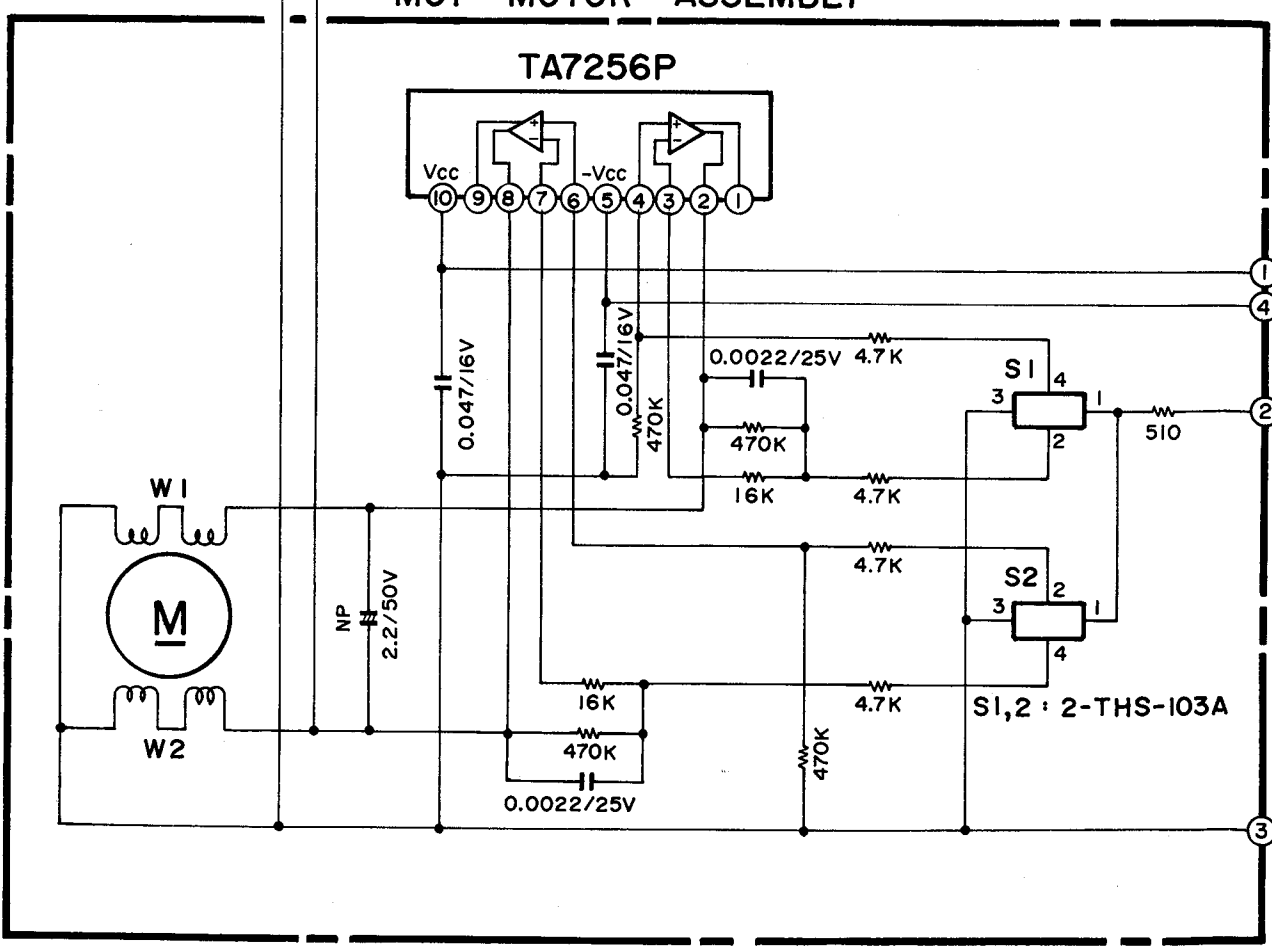 MOTOR ASSEMBLY
TA7256P
+ +
- -
Vcc -Vcc
10 9 8 7 6 5 4 3 2 1
1
4
0.047/16V
0.047/16V
470K
0.0022/25V
4.7K
S1
4
3 1
2
2
510
470K
16K 4.7K
W1
4.7K
S2
2
3 1
4
M
NP
2.2/50V
16K
4.7K
S1,2 : 2-THS-103A
W2
470K
470K
0.0022/25V
3